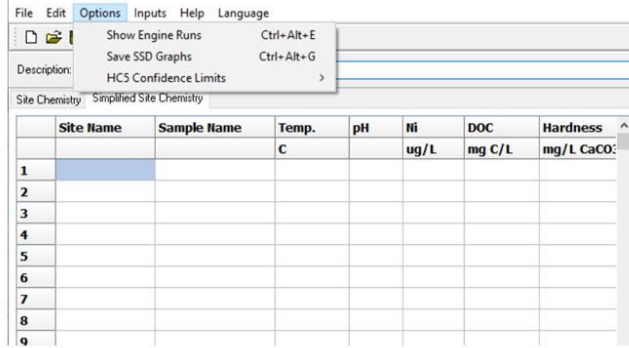 File Edit Options Inputs Help Language
Show Engine Runs Ctrl+Alt+E
Save SSD Graphs Ctrl+Alt+G
Description:
HC5 Confidence Limits >
Site Chemistry Simplified Site Chemistry
Site Name Sample Name Temp. pH Ni DOC Hardness
C ug/L mg C/L mg/L CaCO3
1
2
3
4
5
6
7
8
9